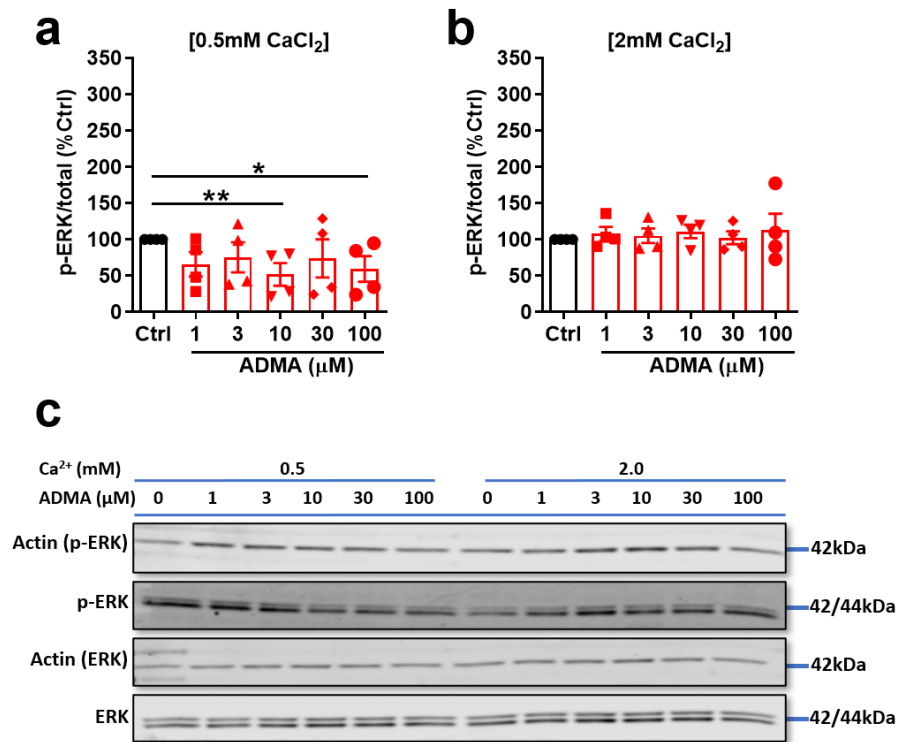 a
[0.5mM CaCl₂]
p-ERK/total (%Ctrl)
350
300
250
200
150
100
50
0
*
**
Ctrl 1 3 10 30 100
ADMA (μM)
b
[2mM CaCl₂]
p-ERK/total (%Ctrl)
350
300
250
200
150
100
50
0
Ctrl 1 3 10 30 100
ADMA (μM)
c
Ca²⁺ (mM) 0.5 2.0
ADMA (μM) 0 1 3 10 30 100 0 1 3 10 30 100
Actin (p-ERK) 42kDa
p-ERK 42/44kDa
Actin (ERK) 42kDa
ERK 42/44kDa